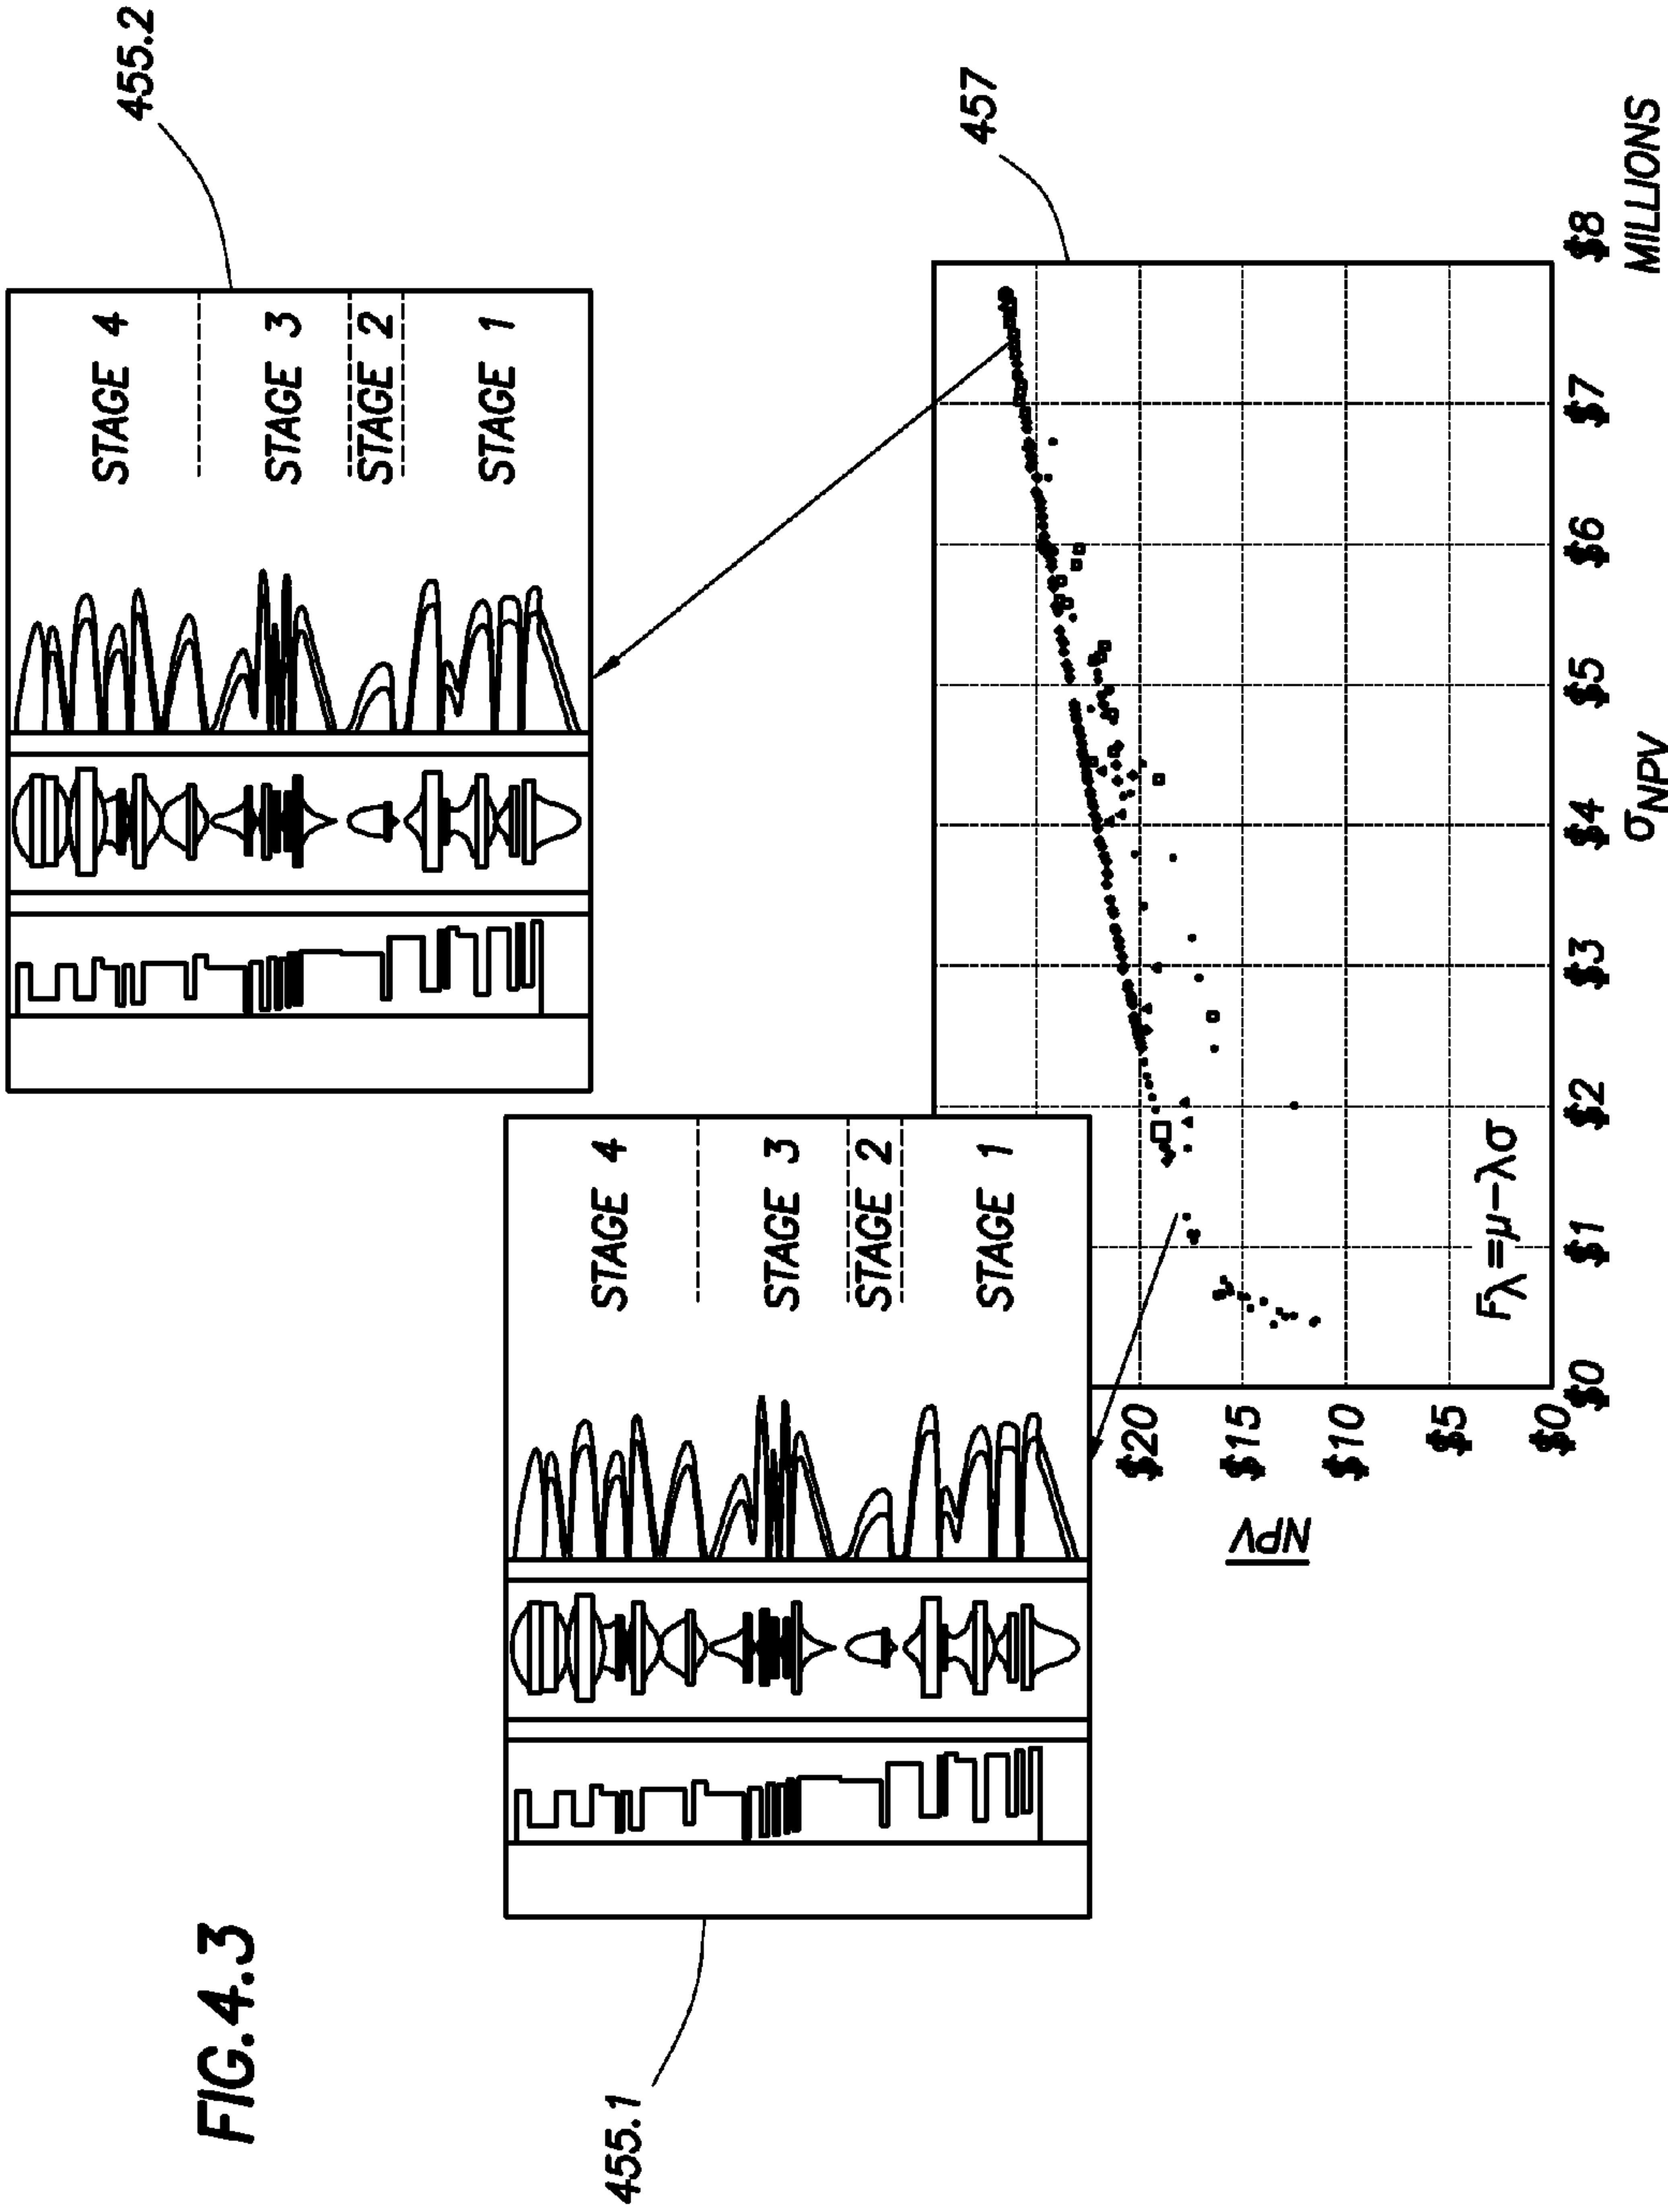 FIG.4.3
455.2
STAGE 4
STAGE 3
STAGE 2
STAGE 1
455.1
STAGE 4
STAGE 3
STAGE 2
STAGE 1
457
NPV
$20
$15
$10
$5
$0
Fλ=μ-λσ
$0
$1
$2
$3
$4
$5
$6
$7
$8
σNPV
MILLIONS